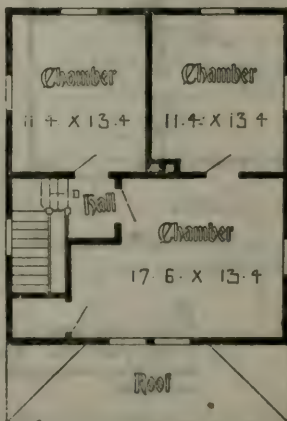 Chamber
11.4 X 13.4
Chamber
11.4. X 13.4
Hall
D
Chamber
17.6. X 13.4
Roof